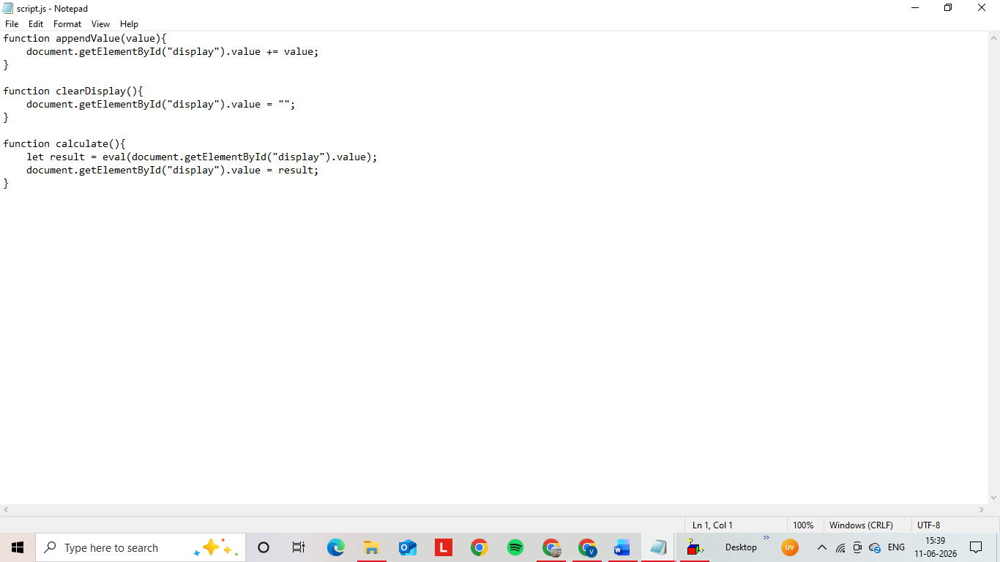 script.js - Notepad
File Edit Format View Help
function appendValue(value){
    document.getElementById("display").value += value;
}

function clearDisplay(){
    document.getElementById("display").value = "";
}

function calculate(){
    let result = eval(document.getElementById("display").value);
    document.getElementById("display").value = result;
}
Ln 1, Col 1 100% Windows (CRLF) UTF-8
Type here to search L V W UV Desktop ENG 15:39
11-06-2026